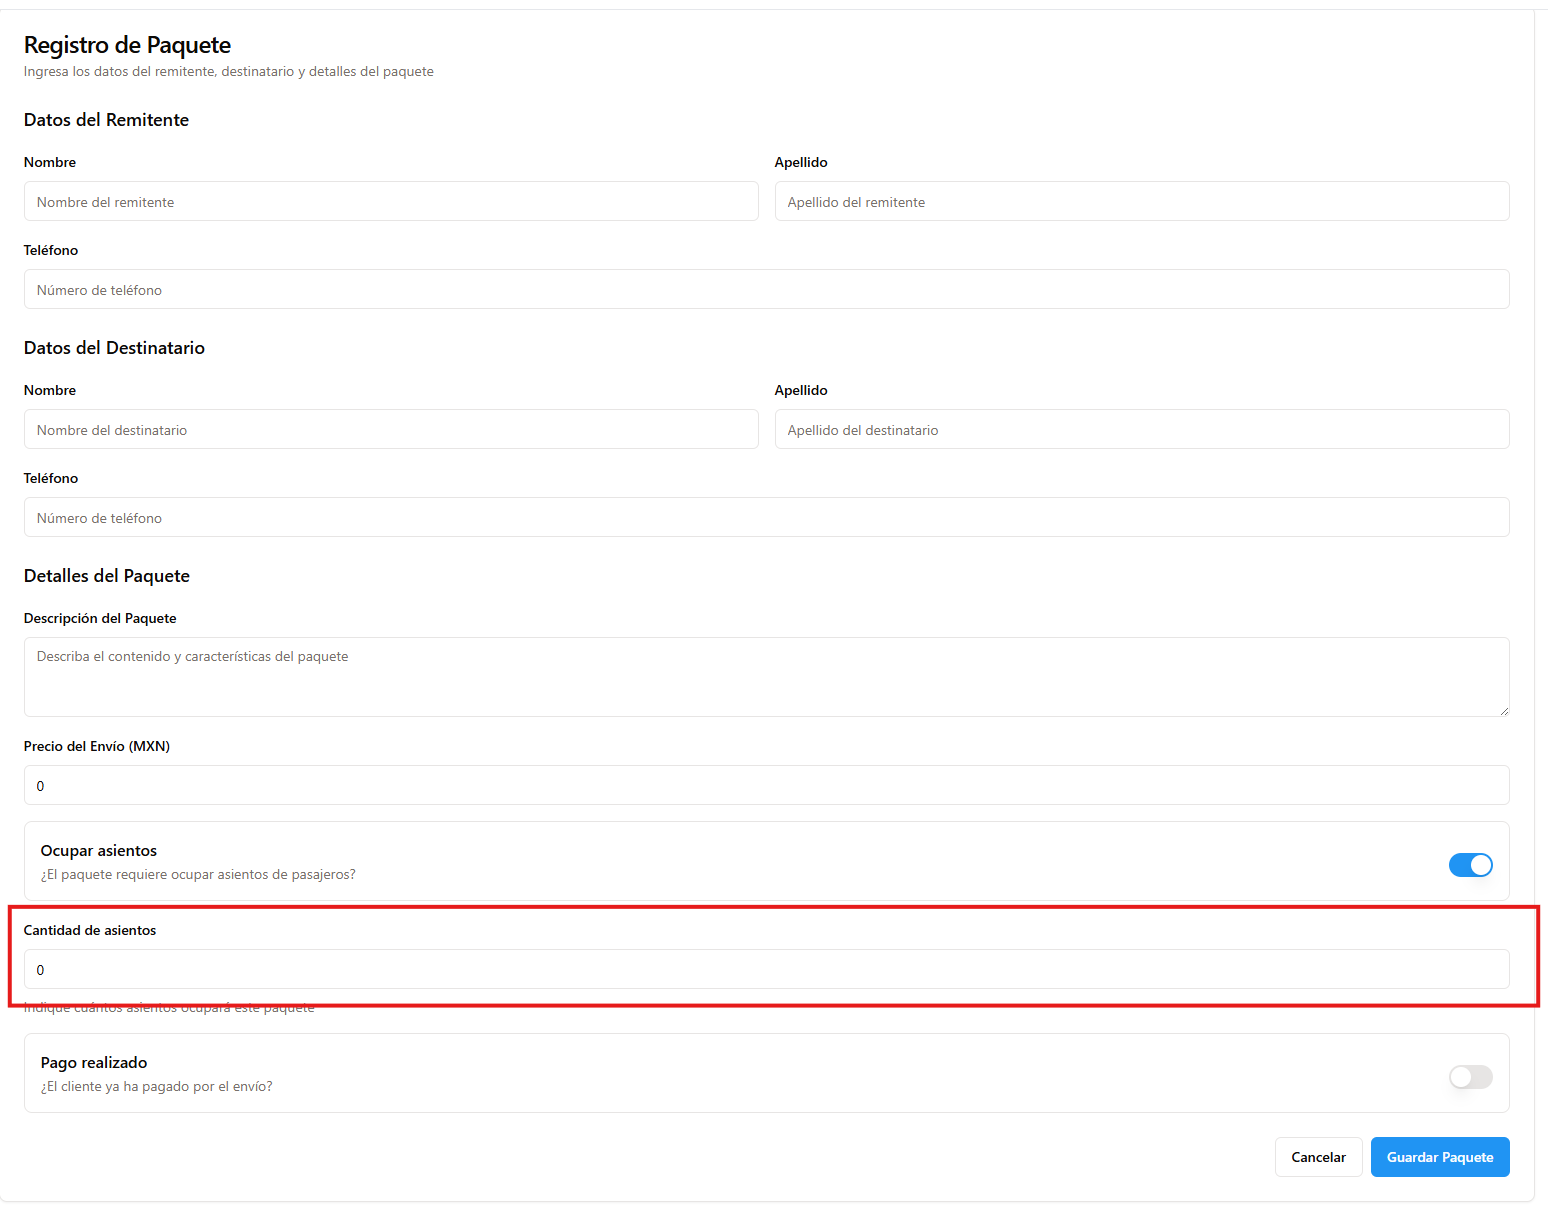 Registro de Paquete
Ingresa los datos del remitente, destinatario y detalles del paquete
Datos del Remitente
Nombre
Apellido
Nombre del remitente
Apellido del remitente
Teléfono
Número de teléfono
Datos del Destinatario
Nombre
Apellido
Nombre del destinatario
Apellido del destinatario
Teléfono
Número de teléfono
Detalles del Paquete
Descripción del Paquete
Describa el contenido y características del paquete
Precio del Envío (MXN)
0
Ocupar asientos
¿El paquete requiere ocupar asientos de pasajeros?
Cantidad de asientos
0
Indique cuántos asientos ocupará este paquete
Pago realizado
¿El cliente ya ha pagado por el envío?
Cancelar
Guardar Paquete